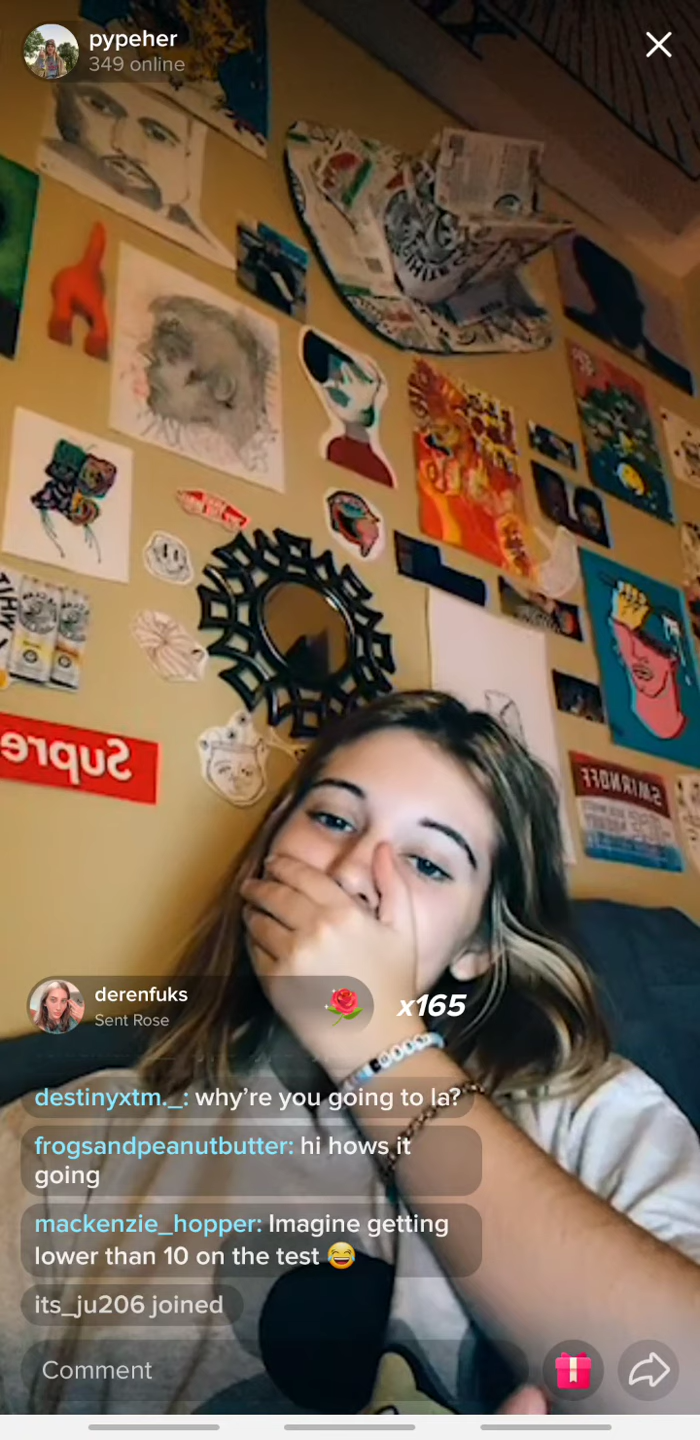 pypeher
349 online
Supre
SMIRNOFF
derenfuks
Sent Rose
x165
destinyxtm._: why're you going to la?
frogsandpeanutbutter: hi hows it
going
mackenzie_hopper: Imagine getting
lower than 10 on the test 😂
its_ju206 joined
Comment